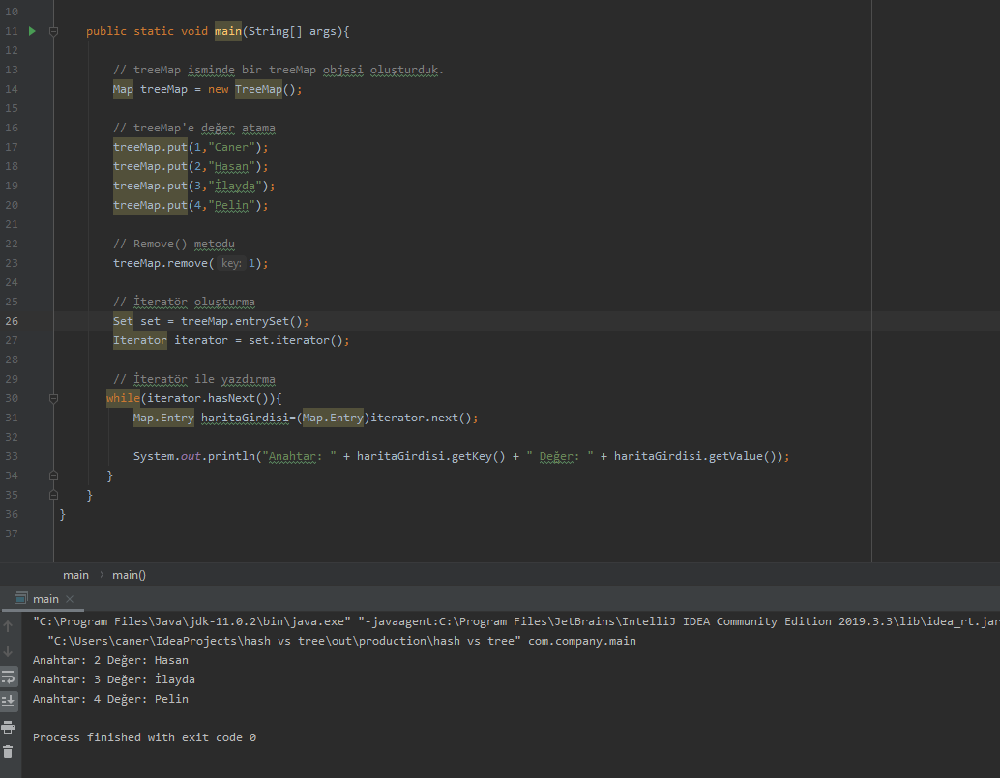 10
11 public static void main(String[] args){
12
13 // treeMap isminde bir treeMap objesi oluşturduk.
14 Map treeMap = new TreeMap();
15
16 // treeMap'e değer atama
17 treeMap.put(1,"Caner");
18 treeMap.put(2,"Hasan");
19 treeMap.put(3,"İlayda");
20 treeMap.put(4,"Pelin");
21
22 // Remove() metodu
23 treeMap.remove( key: 1);
24
25 // İteratör oluşturma
26 Set set = treeMap.entrySet();
27 Iterator iterator = set.iterator();
28
29 // İteratör ile yazdırma
30 while(iterator.hasNext()){
31 Map.Entry haritaGirdisi=(Map.Entry)iterator.next();
32
33 System.out.println("Anahtar: " + haritaGirdisi.getKey() + " Değer: " + haritaGirdisi.getValue());
34 }
35 }
36 }
37
main › main()
main ×
"C:\Program Files\Java\jdk-11.0.2\bin\java.exe" "-javaagent:C:\Program Files\JetBrains\IntelliJ IDEA Community Edition 2019.3.3\lib\idea_rt.jar
"C:\Users\caner\IdeaProjects\hash vs tree\out\production\hash vs tree" com.company.main
Anahtar: 2 Değer: Hasan
Anahtar: 3 Değer: İlayda
Anahtar: 4 Değer: Pelin
Process finished with exit code 0